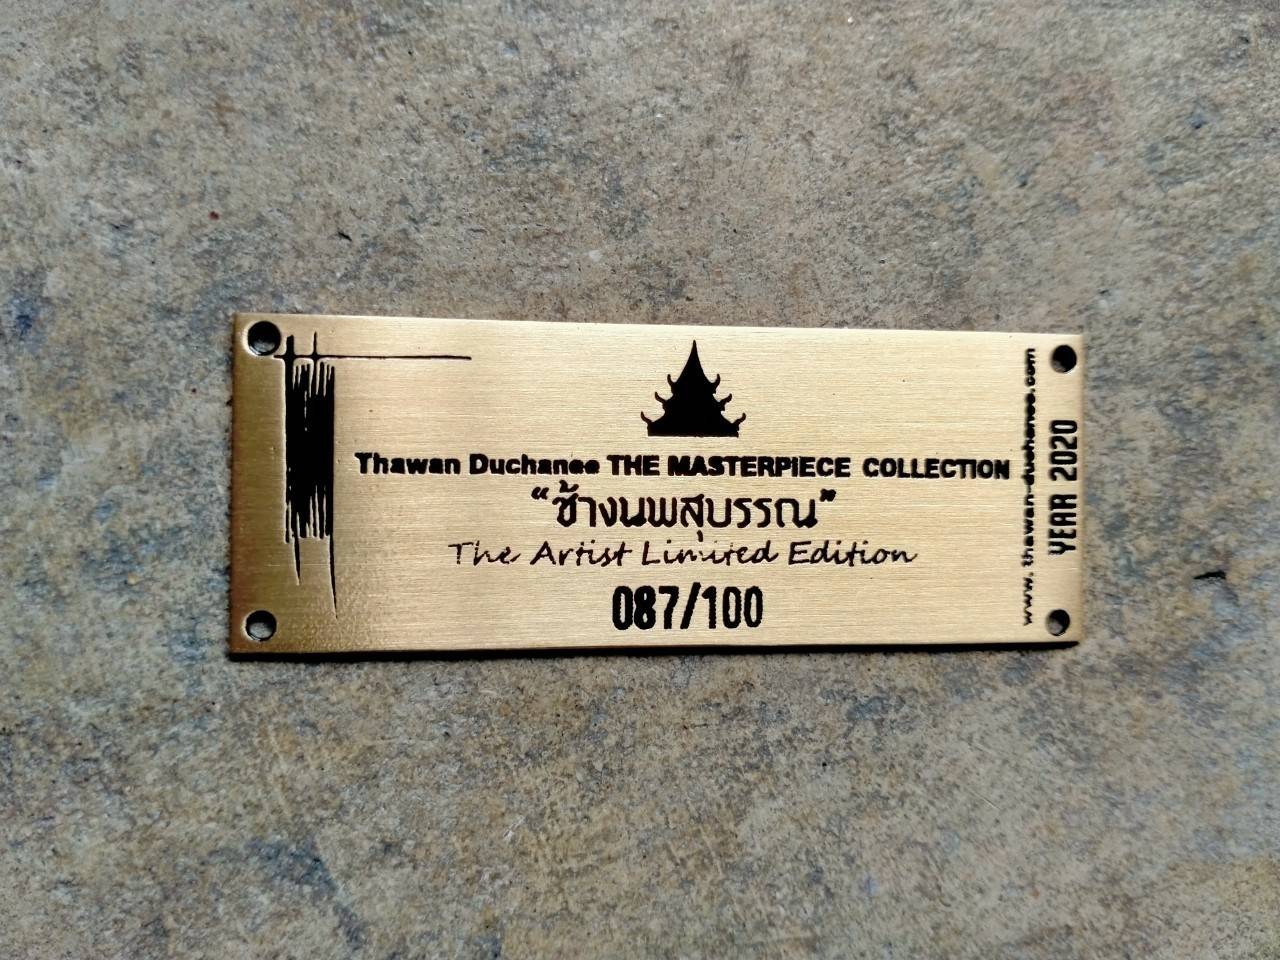 Thawan Duchanee THE MASTERPIECE COLLECTION
“ช้างนพสุบรรณ”
The Artist Limited Edition
087/100
www.thawan-duchanee.com
YEAR 2020